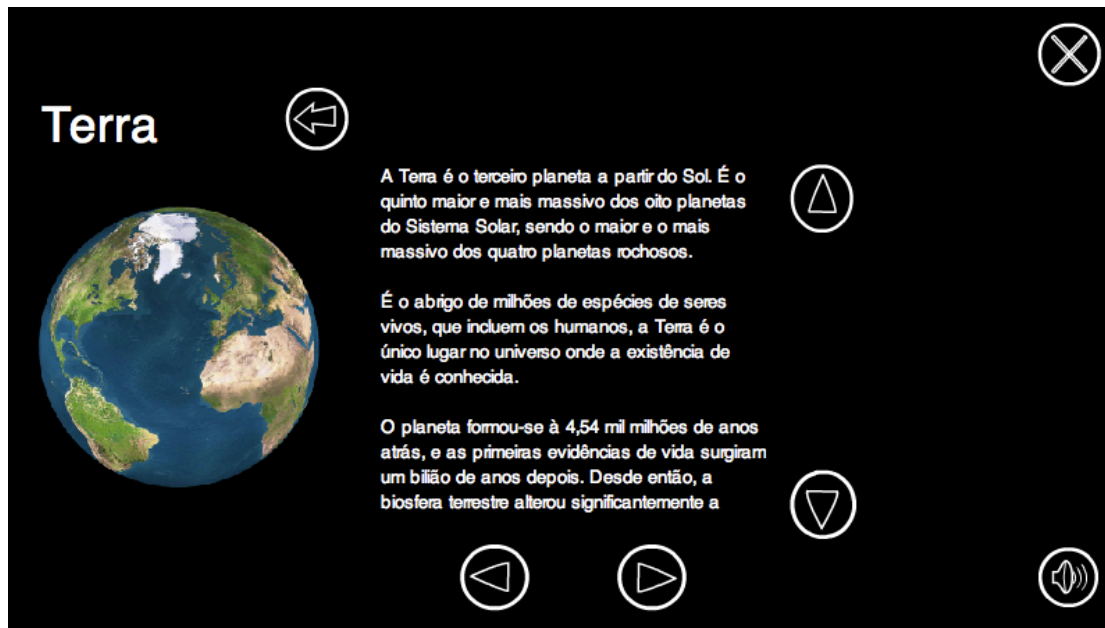 Terra
A Terra é o terceiro planeta a partir do Sol. É o
quinto maior e mais massivo dos oito planetas
do Sistema Solar, sendo o maior e o mais
massivo dos quatro planetas rochosos.
É o abrigo de milhões de espécies de seres
vivos, que incluem os humanos, a Terra é o
único lugar no universo onde a existência de
vida é conhecida.
O planeta formou-se à 4,54 mil milhões de anos
atrás, e as primeiras evidências de vida surgiram
um bilião de anos depois. Desde então, a
biosfera terrestre alterou significantemente a